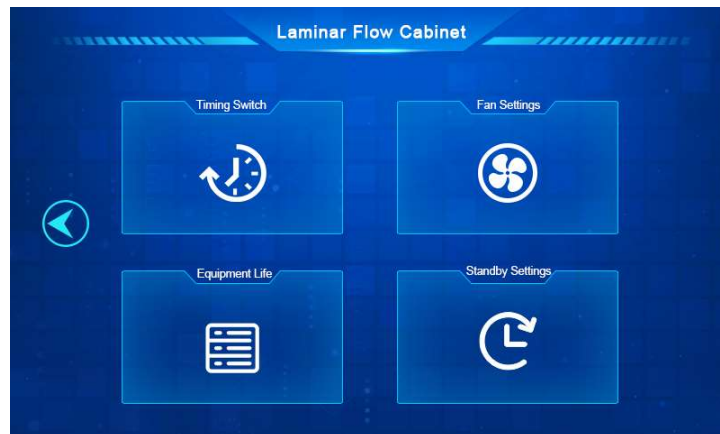 Laminar Flow Cabinet
Timing Switch
Fan Settings
Equipment Life
Standby Settings